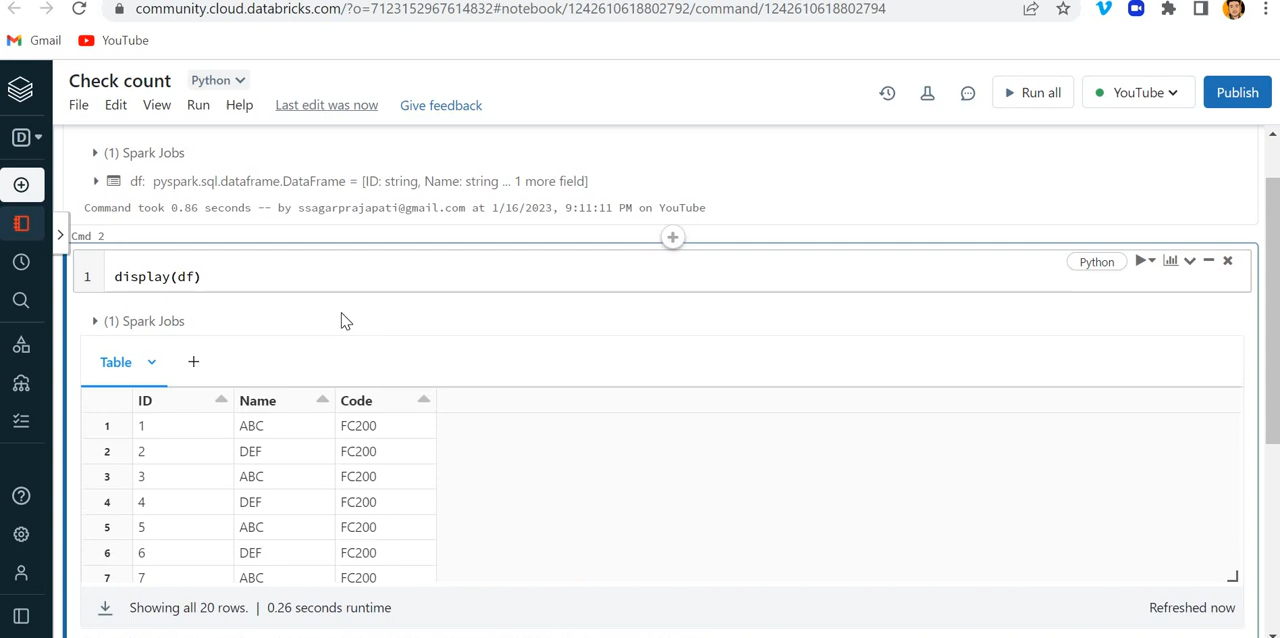 community.cloud.databricks.com/?o=7123152967614832#notebook/1242610618802792/command/1242610618802794
Gmail YouTube
Check count Python
File Edit View Run Help Last edit was now Give feedback
Run all YouTube Publish
D
(1) Spark Jobs
df: pyspark.sql.dataframe.DataFrame = [ID: string, Name: string ... 1 more field]
Command took 0.86 seconds -- by ssagarprajapati@gmail.com at 1/16/2023, 9:11:11 PM on YouTube
Cmd 2
Python
1 display(df)
(1) Spark Jobs
Table +
ID Name Code
1 1 ABC FC200
2 2 DEF FC200
3 3 ABC FC200
4 4 DEF FC200
5 5 ABC FC200
6 6 DEF FC200
7 7 ABC FC200
Showing all 20 rows. | 0.26 seconds runtime Refreshed now